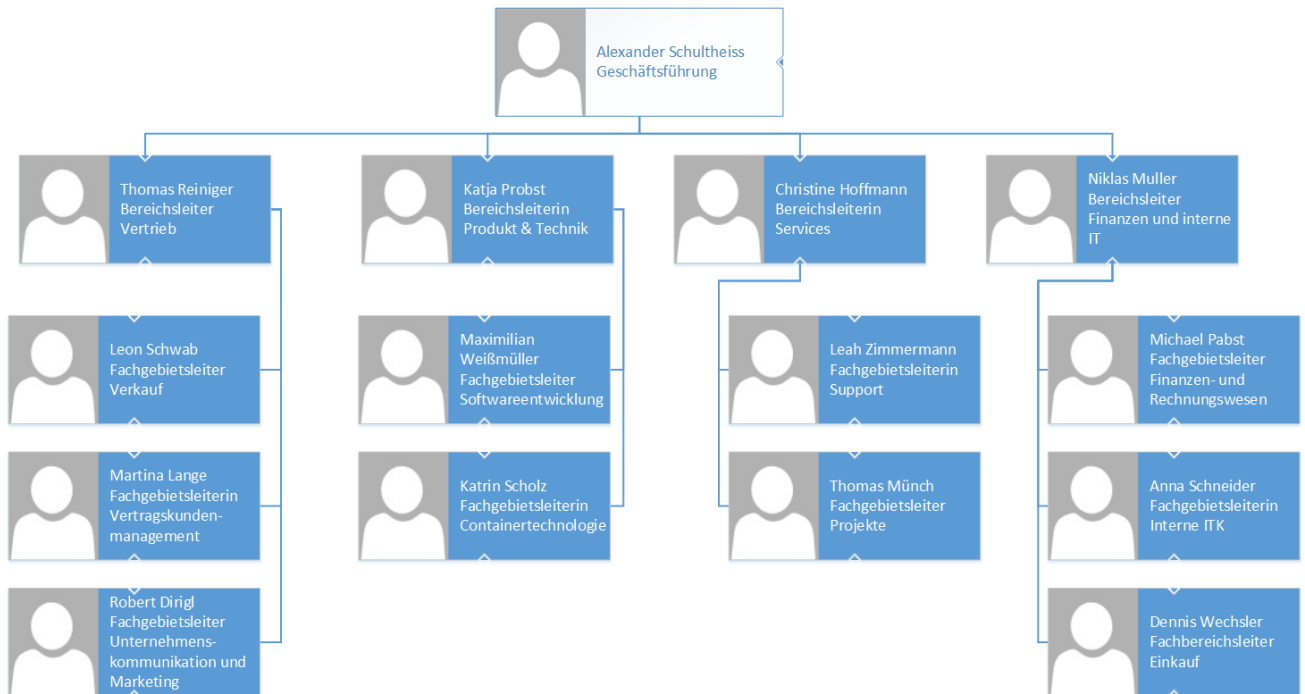 Alexander Schultheiss
Geschäftsführung
Thomas Reiniger
Bereichsleiter
Vertrieb
Katja Probst
Bereichsleiterin
Produkt & Technik
Christine Hoffmann
Bereichsleiterin
Services
Niklas Muller
Bereichsleiter
Finanzen und interne
IT
Leon Schwab
Fachgebietsleiter
Verkauf
Maximilian
Weißmüller
Fachgebietsleiter
Softwareentwicklung
Leah Zimmermann
Fachgebietsleiterin
Support
Michael Pabst
Fachgebietsleiter
Finanzen- und
Rechnungswesen
Martina Lange
Fachgebietsleiterin
Vertragskunden-
management
Katrin Scholz
Fachgebietsleiterin
Containertechnologie
Thomas Münch
Fachgebietsleiter
Projekte
Anna Schneider
Fachgebietsleiterin
Interne ITK
Robert Dirigl
Fachgebietsleiter
Unternehmens-
kommunikation und
Marketing
Dennis Wechsler
Fachbereichsleiter
Einkauf